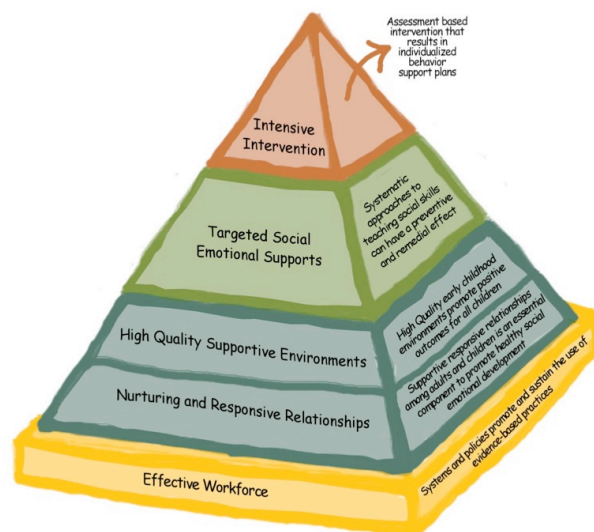 Assessment based
intervention that
results in
individualized
behavior
support plans
Intensive
Intervention
Targeted Social
Emotional Supports
Systematic
approaches to
teaching social skills
can have a preventive
and remedial effect
High Quality Supportive Environments
High Quality early childhood
environments promote positive
outcomes for all children
Nurturing and Responsive Relationships
Supportive responsive relationships
among adults and children is an essential
component to promote healthy social
emotional development
Effective Workforce
Systems and policies promote and sustain the use of
evidence-based practices